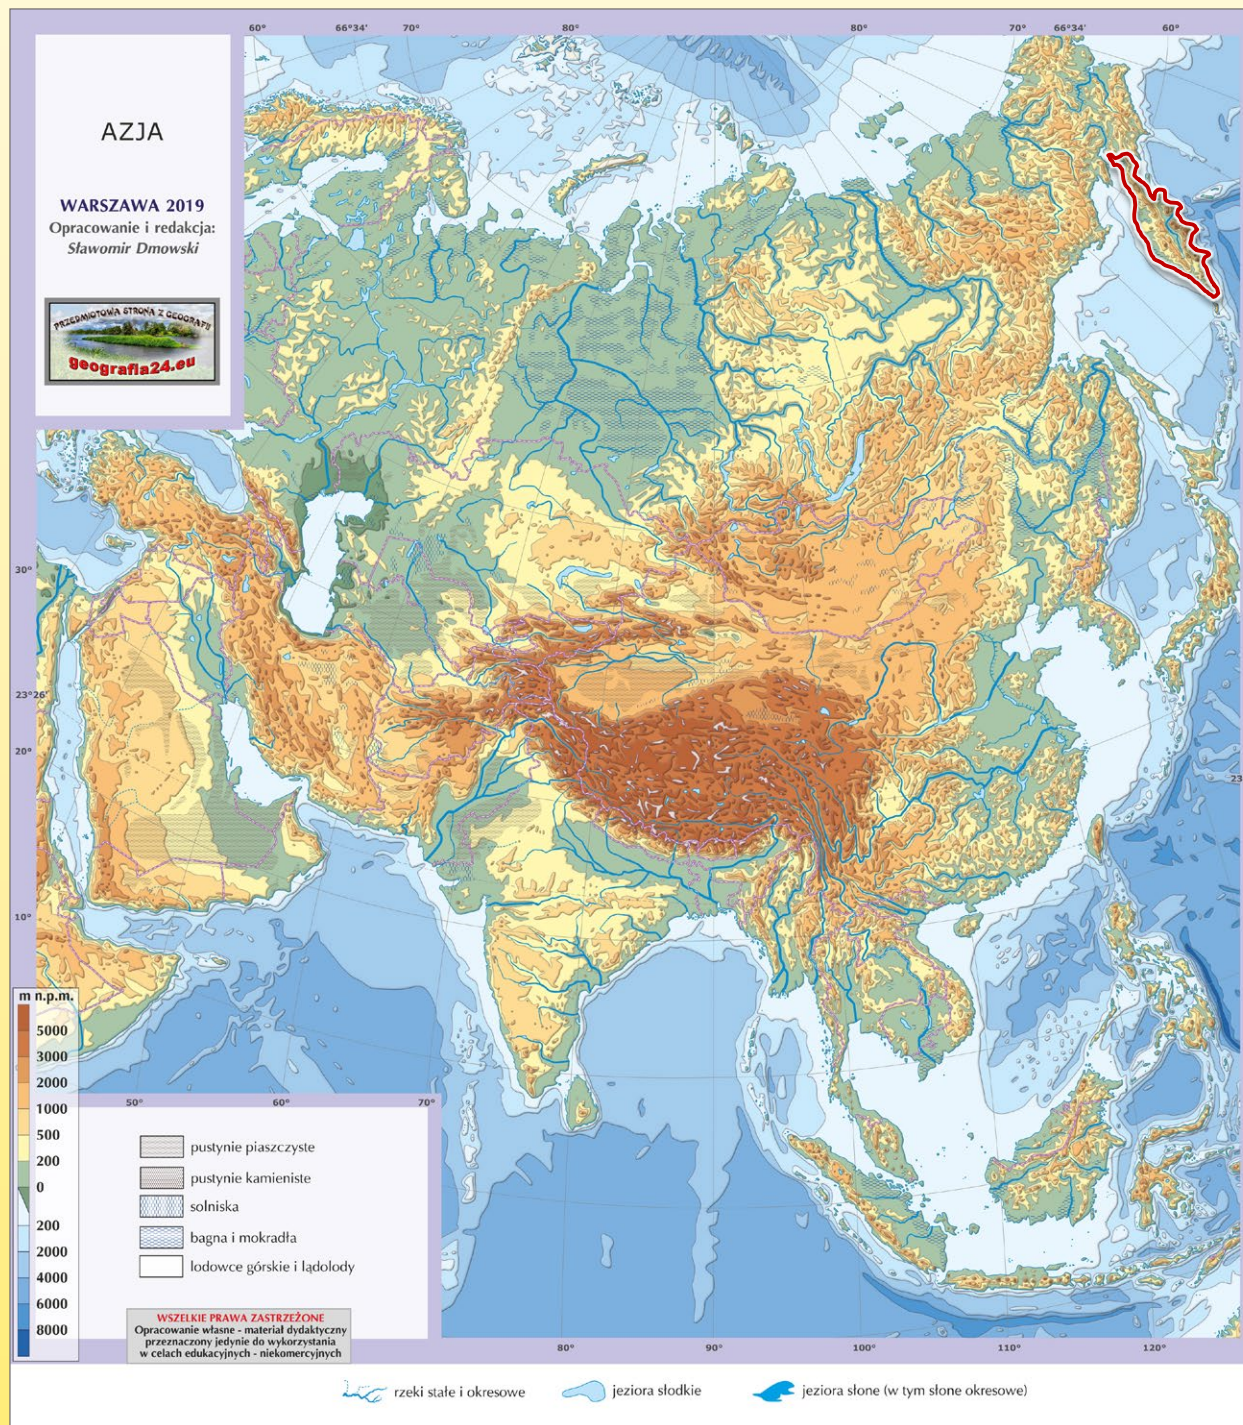 60° 66°34' 70° 80° 80° 70° 66°34' 60°
AZJA
WARSZAWA 2019
Opracowanie i redakcja:
Sławomir Dmowski
PRZEDMIOTOWA STRONA Z GEOGRAFII
geografia24.eu
30°
23°26'
20°
10°
23
m n.p.m.
5000
3000
2000
1000
500
200
0
200
2000
4000
6000
8000
50° 60° 70°
pustynie piaszczyste
pustynie kamieniste
solniska
bagna i mokradła
lodowce górskie i lądolody
WSZELKIE PRAWA ZASTRZEŻONE
Opracowanie własne - materiał dydaktyczny
przeznaczony jedynie do wykorzystania
w celach edukacyjnych - niekomercyjnych
80° 90° 100° 110° 120°
rzeki stałe i okresowe jeziora słodkie jeziora słone (w tym słone okresowe)